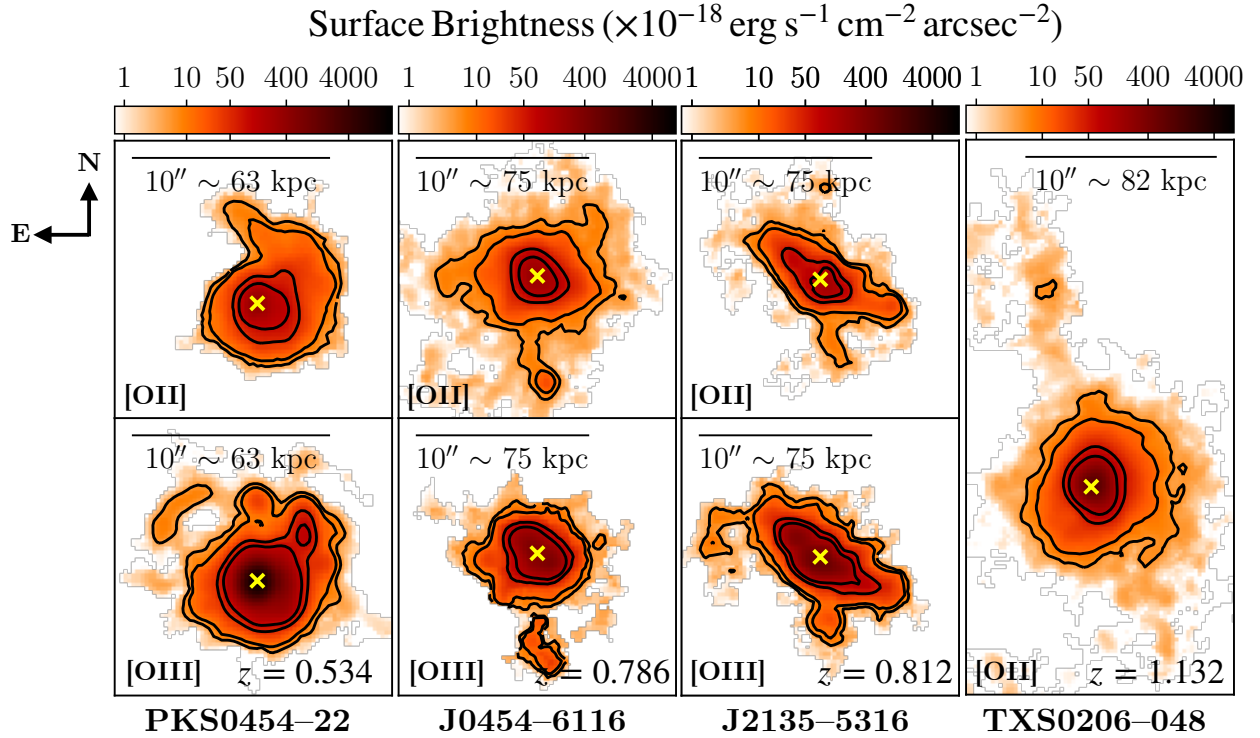 Surface Brightness (×10⁻¹⁸ erg s⁻¹ cm⁻² arcsec⁻²)
1 10 50 400 4000 1 10 50 400 4000 1 10 50 400 4000 1 10 50 400 4000
N
E
10″ ∼ 63 kpc 10″ ∼ 75 kpc 10″ ∼ 75 kpc 10″ ∼ 82 kpc
[OII] [OII] [OII]
10″ ∼ 63 kpc 10″ ∼ 75 kpc 10″ ∼ 75 kpc
[OIII] z = 0.534 [OIII] z = 0.786 [OIII] z = 0.812 [OII] z = 1.132
PKS0454–22 J0454–6116 J2135–5316 TXS0206–048